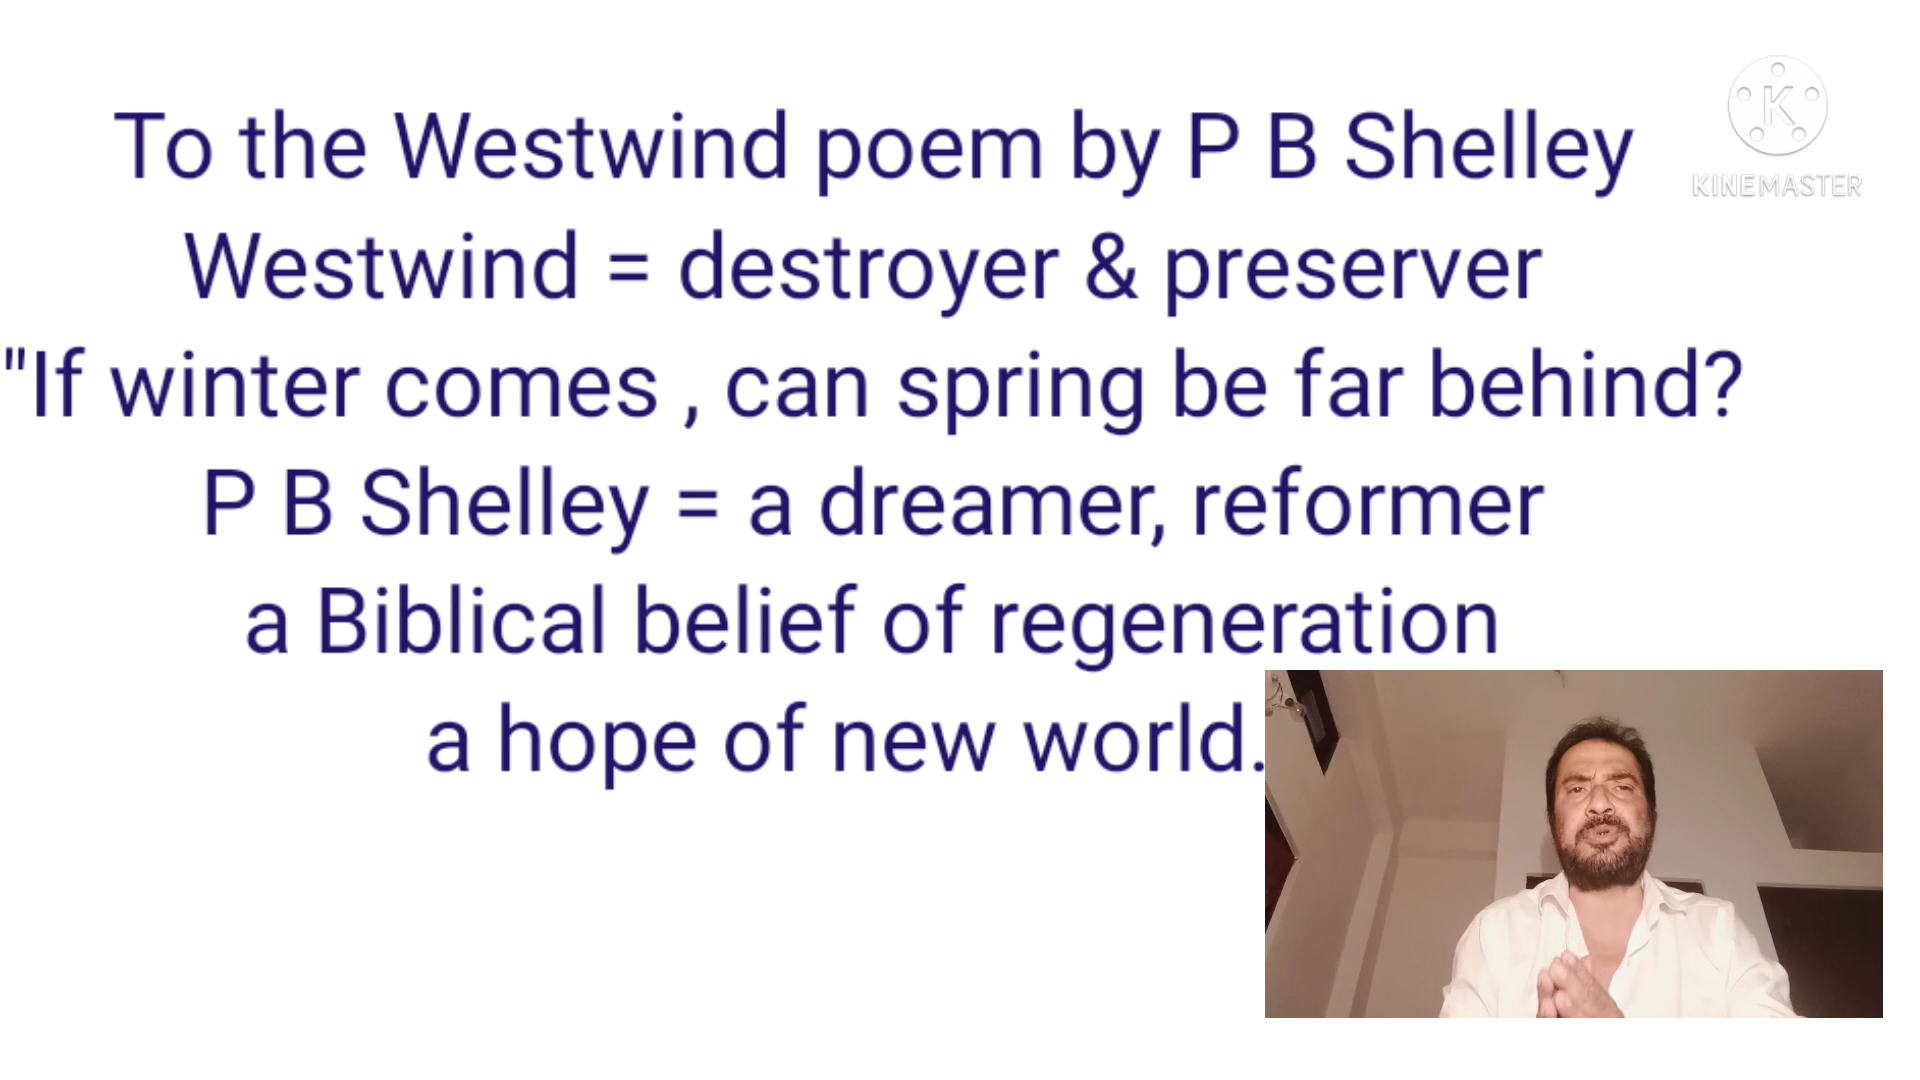 To the Westwind poem by P B Shelley
Westwind = destroyer & preserver
"If winter comes , can spring be far behind?
P B Shelley = a dreamer, reformer
a Biblical belief of regeneration
a hope of new world.
K
KINEMASTER